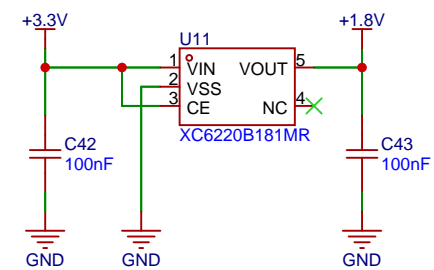 +3.3V
U11
+1.8V
1 VIN VOUT 5
2 VSS
3 CE NC 4
XC6220B181MR
C42
100nF
C43
100nF
GND
GND
GND